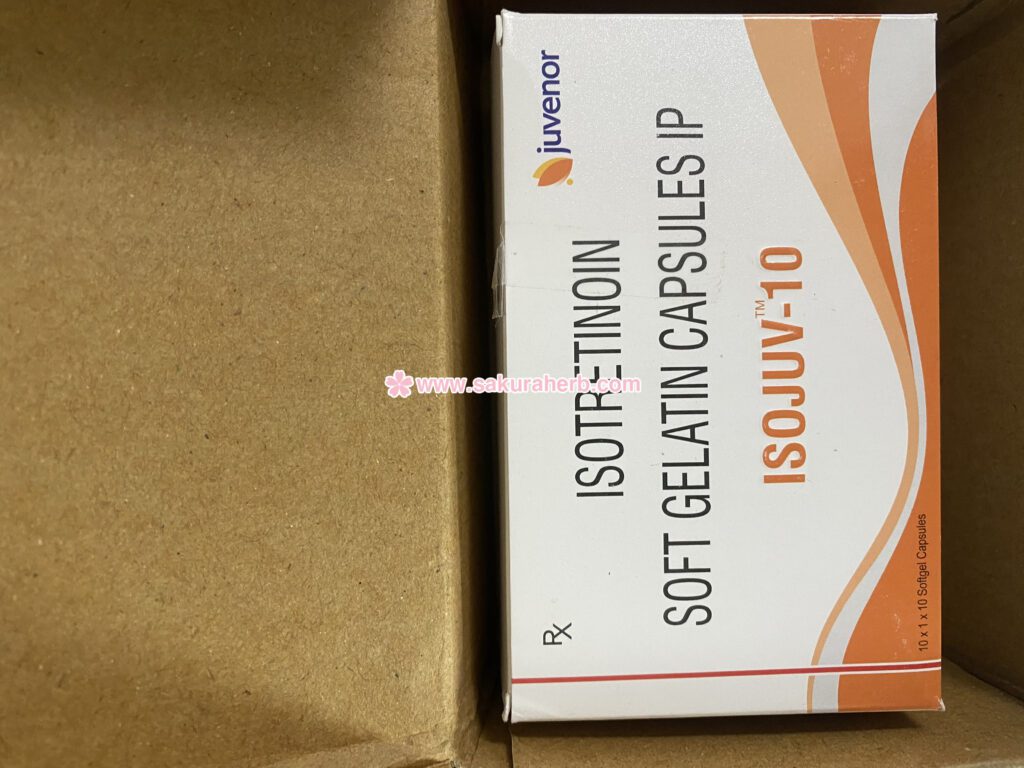 juvenor
Rx
ISOTRETINOIN
SOFT GELATIN CAPSULES IP
ISOJUV™-10
10 x 1 x 10 Softgel Capsules
www.sakuraherb.com